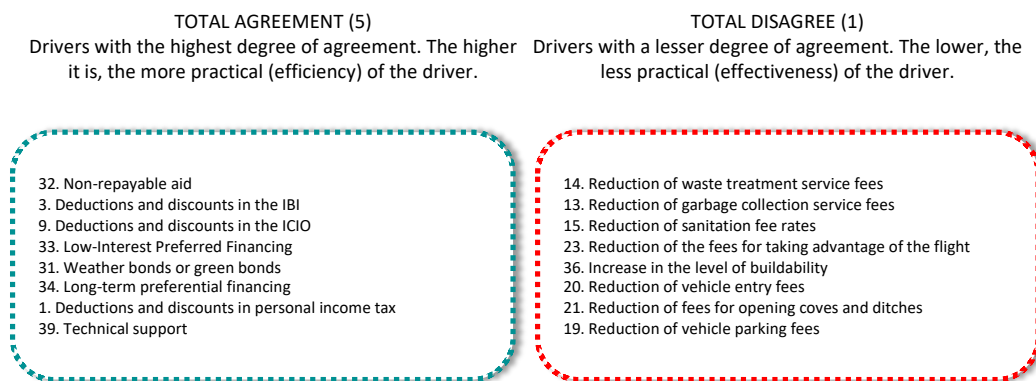 TOTAL AGREEMENT (5)
Drivers with the highest degree of agreement. The higher
it is, the more practical (efficiency) of the driver.
TOTAL DISAGREE (1)
Drivers with a lesser degree of agreement. The lower, the
less practical (effectiveness) of the driver.
32. Non-repayable aid
3. Deductions and discounts in the IBI
9. Deductions and discounts in the ICIO
33. Low-Interest Preferred Financing
31. Weather bonds or green bonds
34. Long-term preferential financing
1. Deductions and discounts in personal income tax
39. Technical support
14. Reduction of waste treatment service fees
13. Reduction of garbage collection service fees
15. Reduction of sanitation fee rates
23. Reduction of the fees for taking advantage of the flight
36. Increase in the level of buildability
20. Reduction of vehicle entry fees
21. Reduction of fees for opening coves and ditches
19. Reduction of vehicle parking fees